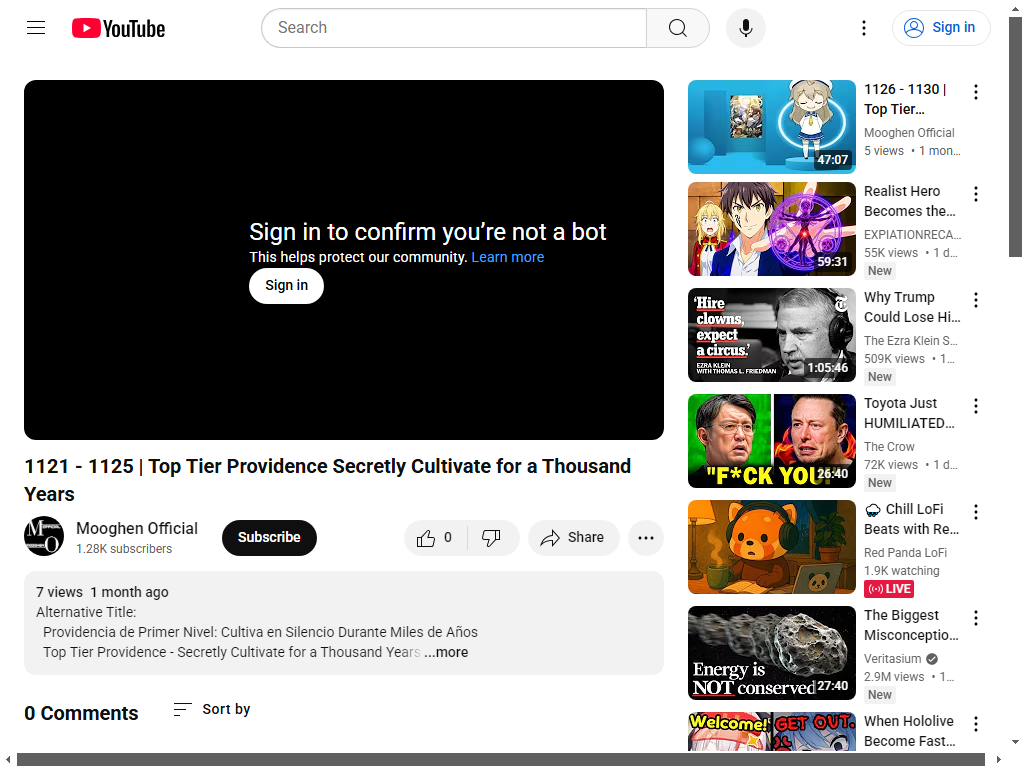 YouTube
Search
Sign in
Sign in to confirm you’re not a bot
This helps protect our community. Learn more
Sign in
1121 - 1125 | Top Tier Providence Secretly Cultivate for a Thousand
Years
Mooghen Official
1.28K subscribers
Subscribe
0
Share
7 views 1 month ago
Alternative Title:
Providencia de Primer Nivel: Cultiva en Silencio Durante Miles de Años
Top Tier Providence - Secretly Cultivate for a Thousand Years ...more
0 Comments
Sort by
47:07
1126 - 1130 |
Top Tier…
Mooghen Official
5 views • 1 mon…
59:31
Realist Hero
Becomes the…
EXPIATIONRECA…
55K views • 1 d…
New
'Hire
clowns,
expect
a circus.'
EZRA KLEIN
WITH THOMAS L. FRIEDMAN
1:05:46
Why Trump
Could Lose Hi…
The Ezra Klein S…
509K views • 1…
New
"F*CK YOU!"
26:40
Toyota Just
HUMILIATED…
The Crow
72K views • 1 d…
New
Chill LoFi
Beats with Re…
Red Panda LoFi
1.9K watching
LIVE
Energy is
NOT conserved
27:40
The Biggest
Misconceptio…
Veritasium
2.9M views • 1…
New
Welcome! GET OUT.
When Hololive
Become Fast…